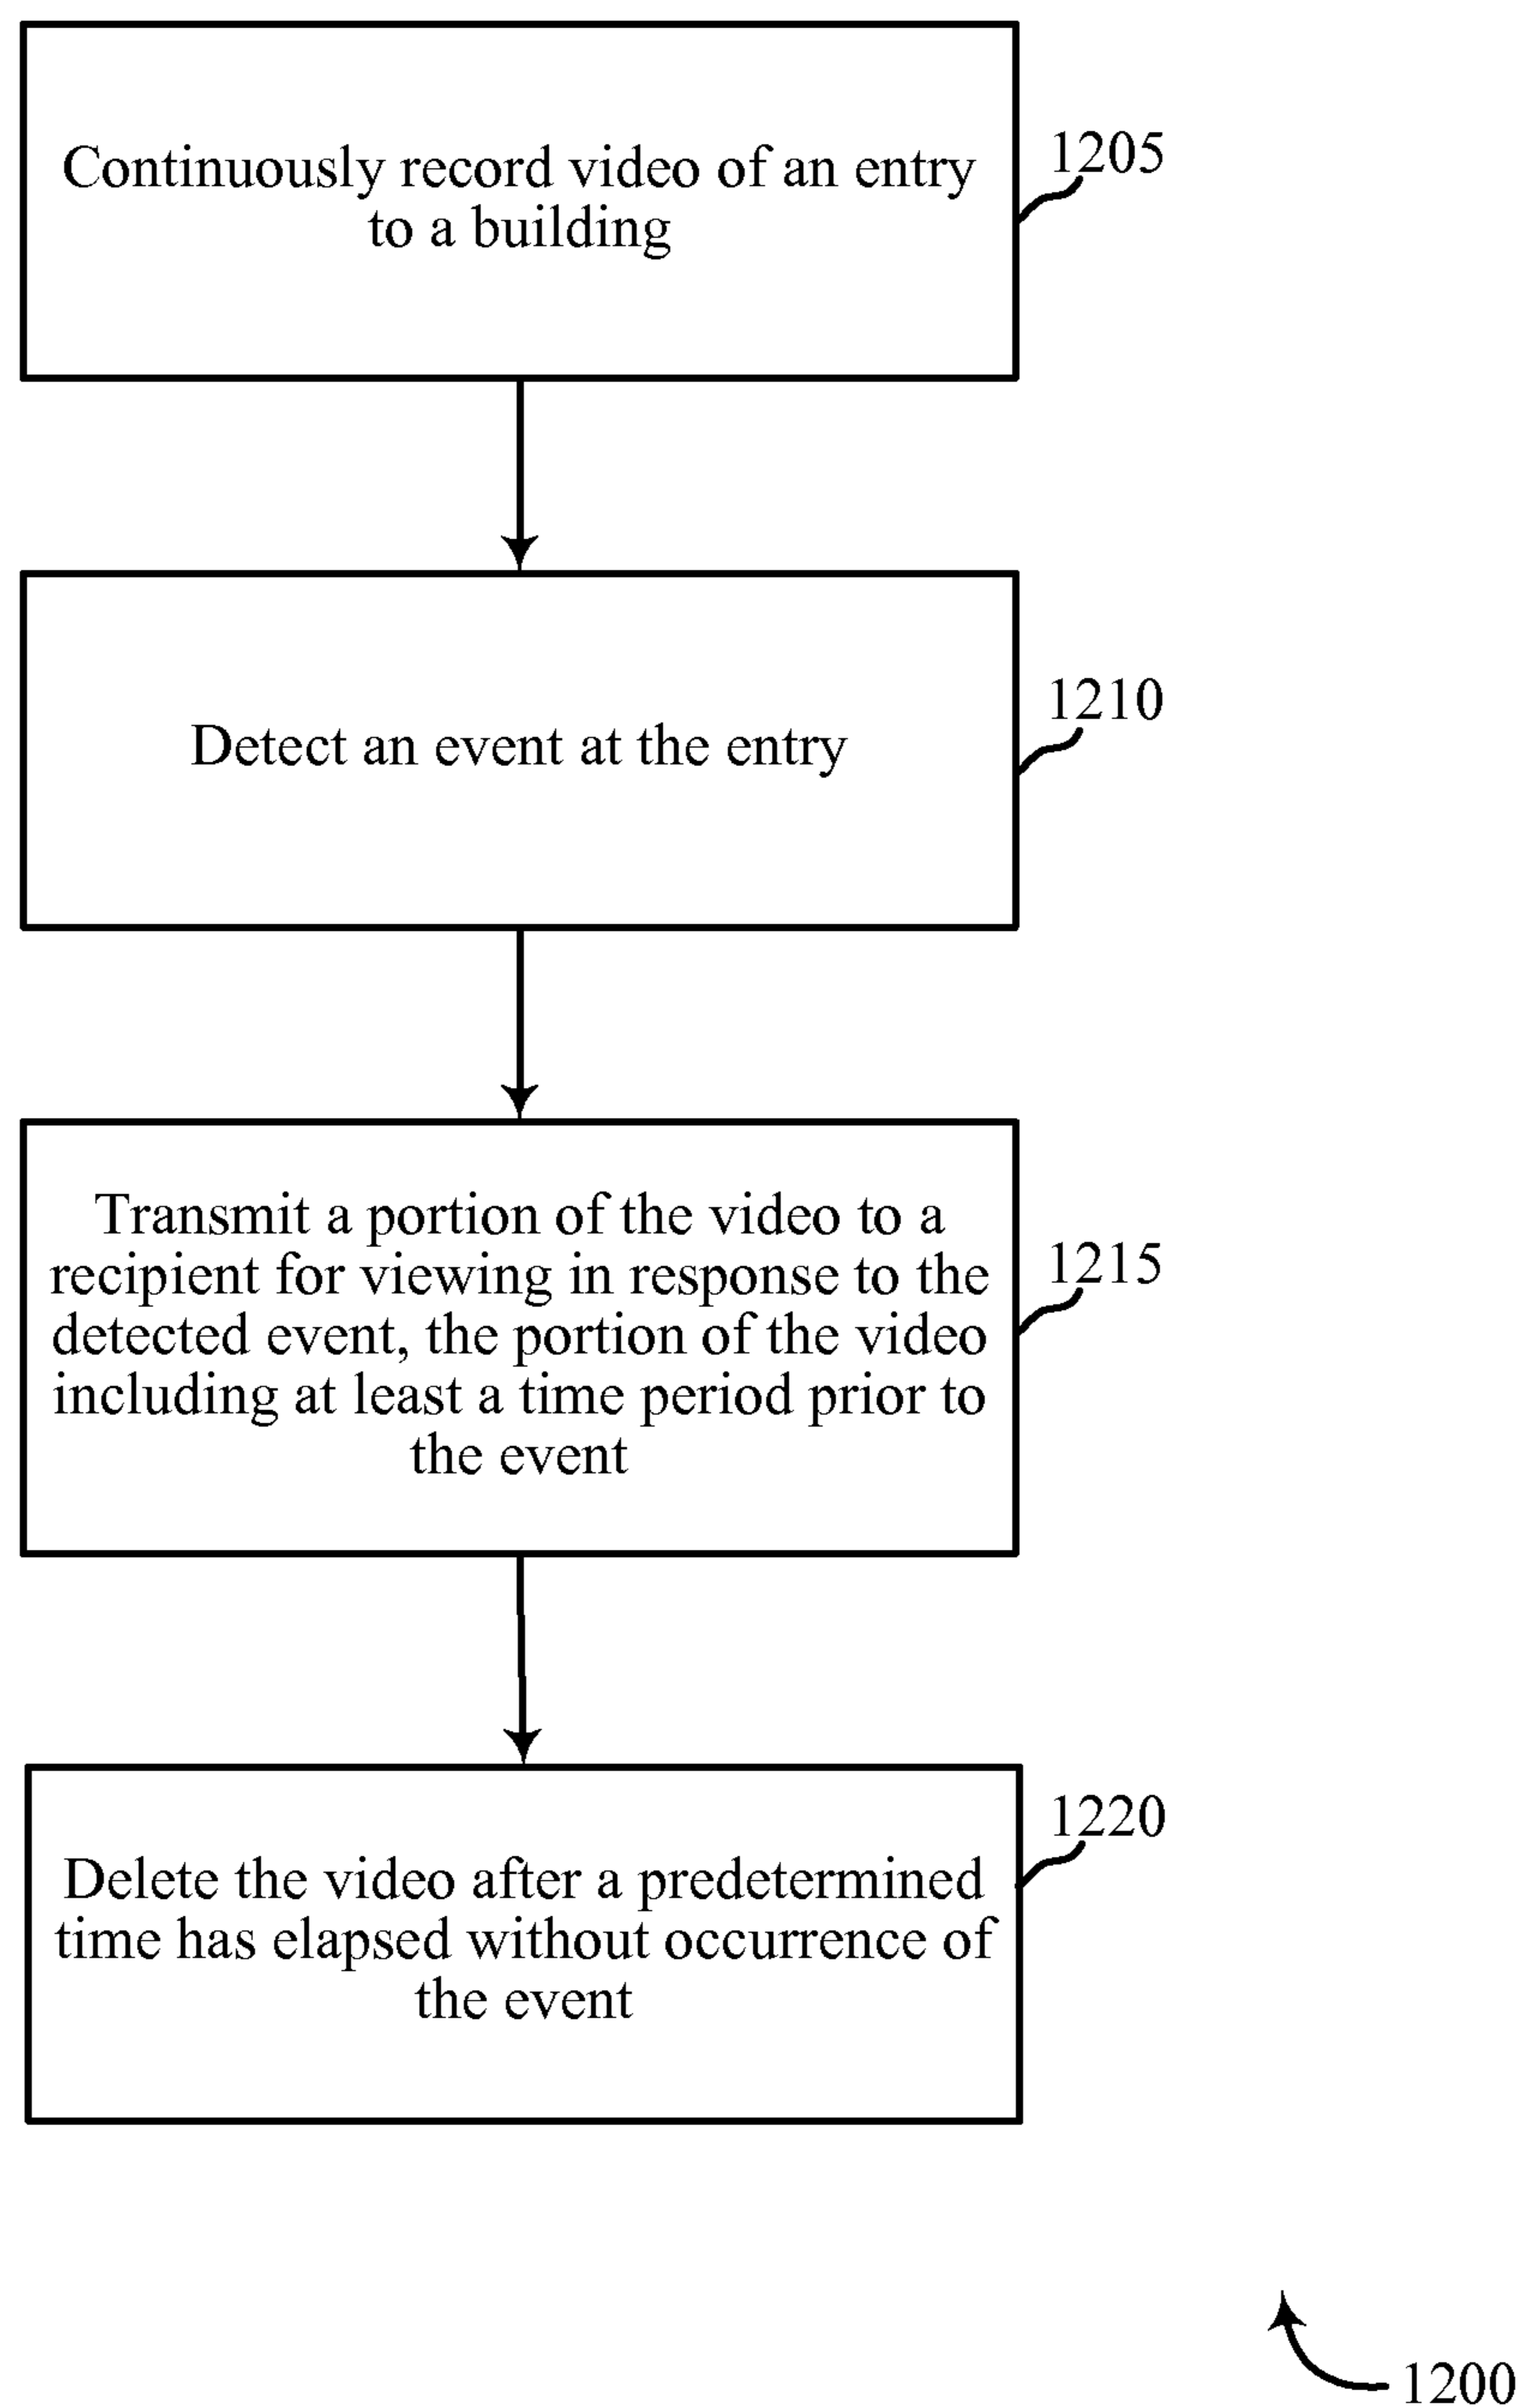 Continuously record video of an entry
to a building
1205
Detect an event at the entry
1210
Transmit a portion of the video to a
recipient for viewing in response to the
detected event, the portion of the video
including at least a time period prior to
the event
1215
Delete the video after a predetermined
time has elapsed without occurrence of
the event
1220
1200